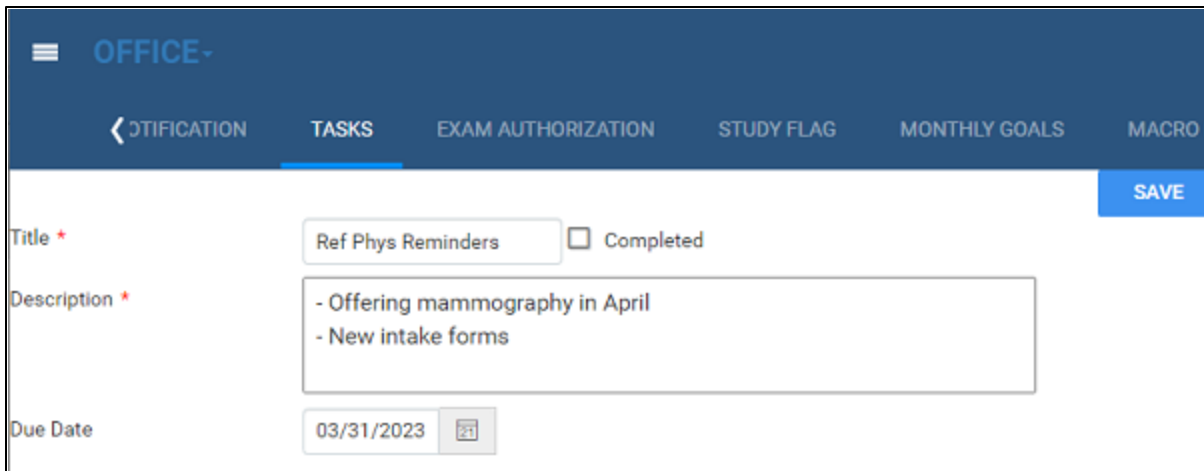 OFFICE
OTIFICATION TASKS EXAM AUTHORIZATION STUDY FLAG MONTHLY GOALS MACRO
SAVE
Title * Ref Phys Reminders Completed
Description * - Offering mammography in April
- New intake forms
Due Date 03/31/2023 21